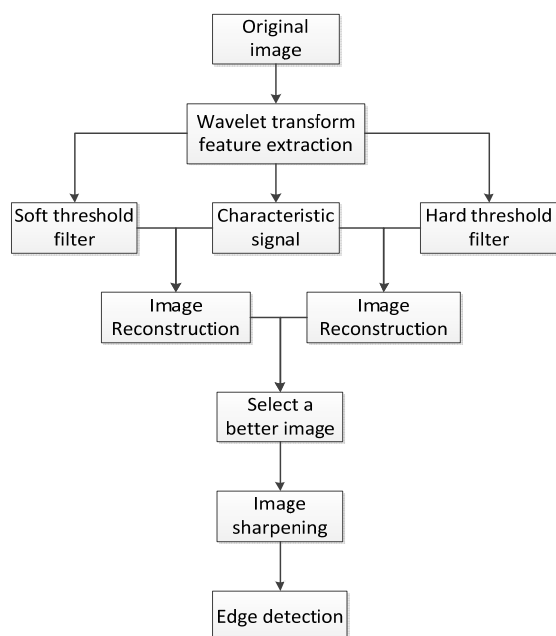 Original
image
Wavelet transform
feature extraction
Soft threshold
filter
Characteristic
signal
Hard threshold
filter
Image
Reconstruction
Image
Reconstruction
Select a
better image
Image
sharpening
Edge detection